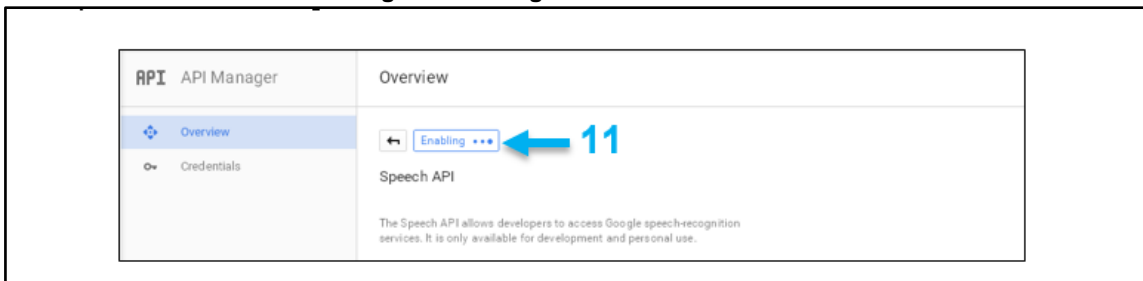 API API Manager
Overview
Overview
Credentials
Enabling
11
Speech API
The Speech API allows developers to access Google speech-recognition
services. It is only available for development and personal use.